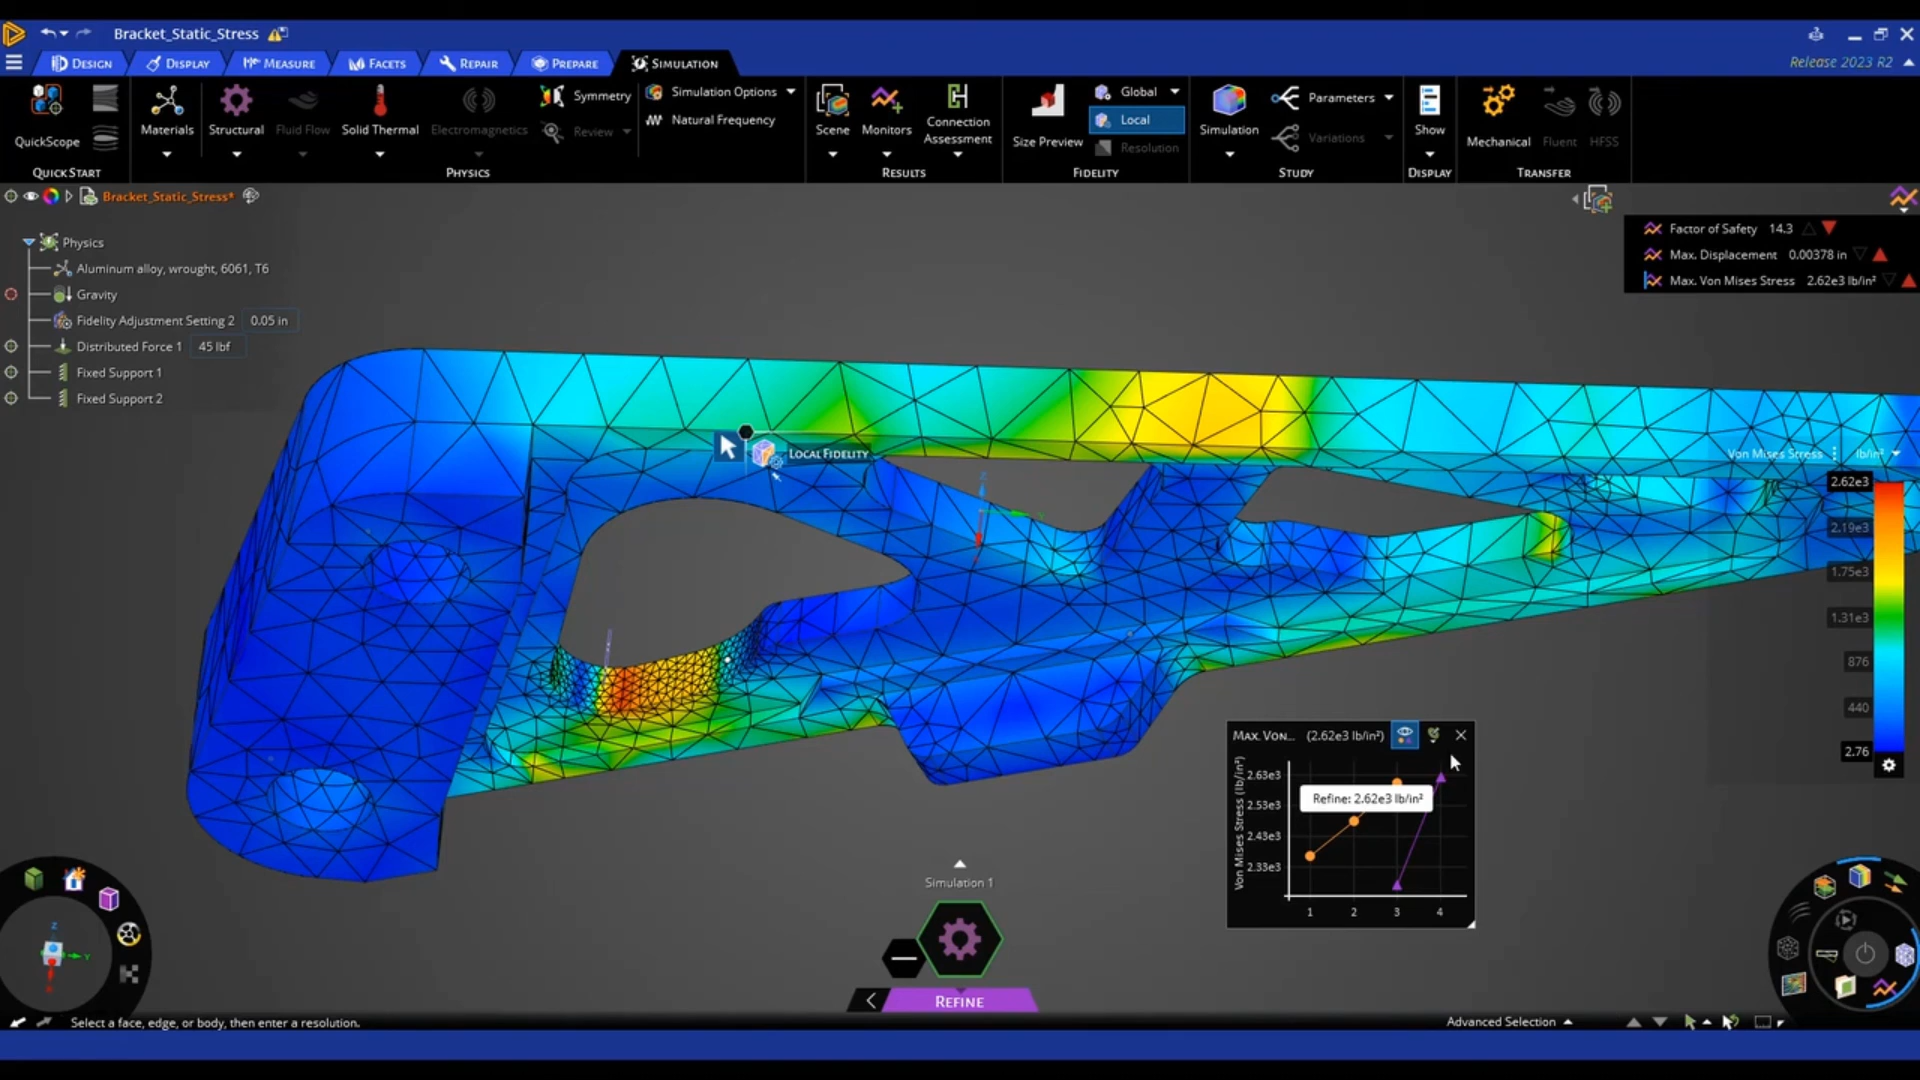 Bracket_Static_Stress
DESIGN
DISPLAY
MEASURE
FACETS
REPAIR
PREPARE
SIMULATION
Release 2023 R2
QuickScope
Materials
Structural
Fluid Flow
Solid Thermal
Electromagnetics
Symmetry
Review
Simulation Options
Natural Frequency
Scene
Monitors
Connection
Assessment
Size Preview
Global
Local
Resolution
Simulation
Parameters
Variations
Show
Mechanical
Fluent
HFSS
QUICK START
PHYSICS
RESULTS
FIDELITY
STUDY
DISPLAY
TRANSFER
Bracket_Static_Stress*
Physics
Aluminum alloy, wrought, 6061, T6
Gravity
Fidelity Adjustment Setting 2 0.05 in
Distributed Force 1 45 lbf
Fixed Support 1
Fixed Support 2
Factor of Safety 14.3
Max. Displacement 0.00378 in
Max. Von Mises Stress 2.62e3 lb/in²
LOCAL FIDELITY
Z
Von Mises Stress lb/in²
2.62e3
2.19e3
1.75e3
1.31e3
876
440
2.76
MAX. VON... (2.62e3 lb/in²)
Von Mises Stress (lb/in²)
2.63e3
2.53e3
2.43e3
2.33e3
Refine: 2.62e3 lb/in²
1 2 3 4
Simulation 1
REFINE
Z
Y
Select a face, edge, or body, then enter a resolution.
Advanced Selection